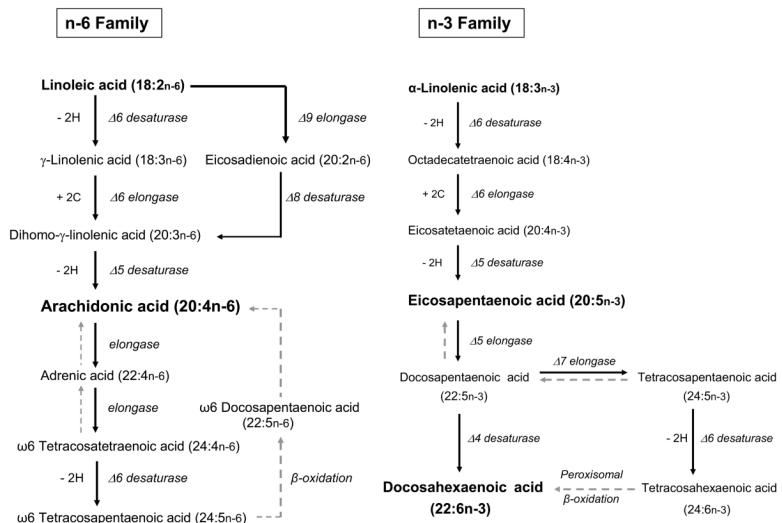 n-6 Family
Linoleic acid (18:2n-6)
- 2H
Δ6 desaturase
Δ9 elongase
γ-Linolenic acid (18:3n-6)
Eicosadienoic acid (20:2n-6)
+ 2C
Δ6 elongase
Δ8 desaturase
Dihomo-γ-linolenic acid (20:3n-6)
- 2H
Δ5 desaturase
Arachidonic acid (20:4n-6)
elongase
Adrenic acid (22:4n-6)
elongase
ω6 Docosapentaenoic acid
(22:5n-6)
ω6 Tetracosatetraenoic acid (24:4n-6)
- 2H
Δ6 desaturase
β-oxidation
ω6 Tetracosapentaenoic acid (24:5n-6)
n-3 Family
α-Linolenic acid (18:3n-3)
- 2H
Δ6 desaturase
Octadecatetraenoic acid (18:4n-3)
+ 2C
Δ6 elongase
Eicosatetaenoic acid (20:4n-3)
- 2H
Δ5 desaturase
Eicosapentaenoic acid (20:5n-3)
Δ5 elongase
Δ7 elongase
Docosapentaenoic acid
(22:5n-3)
Tetracosapentaenoic acid
(24:5n-3)
Δ4 desaturase
- 2H
Δ6 desaturase
Peroxisomal
β-oxidation
Docosahexaenoic acid
(22:6n-3)
Tetracosahexaenoic acid
(24:6n-3)